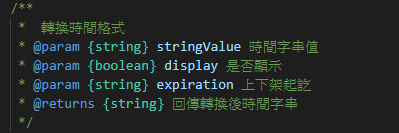 /**
 *  轉換時間格式
 * @param {string} stringValue 時間字串值
 * @param {boolean} display 是否顯示
 * @param {string} expiration 上下架起訖
 * @returns {string} 回傳轉換後時間字串
 */